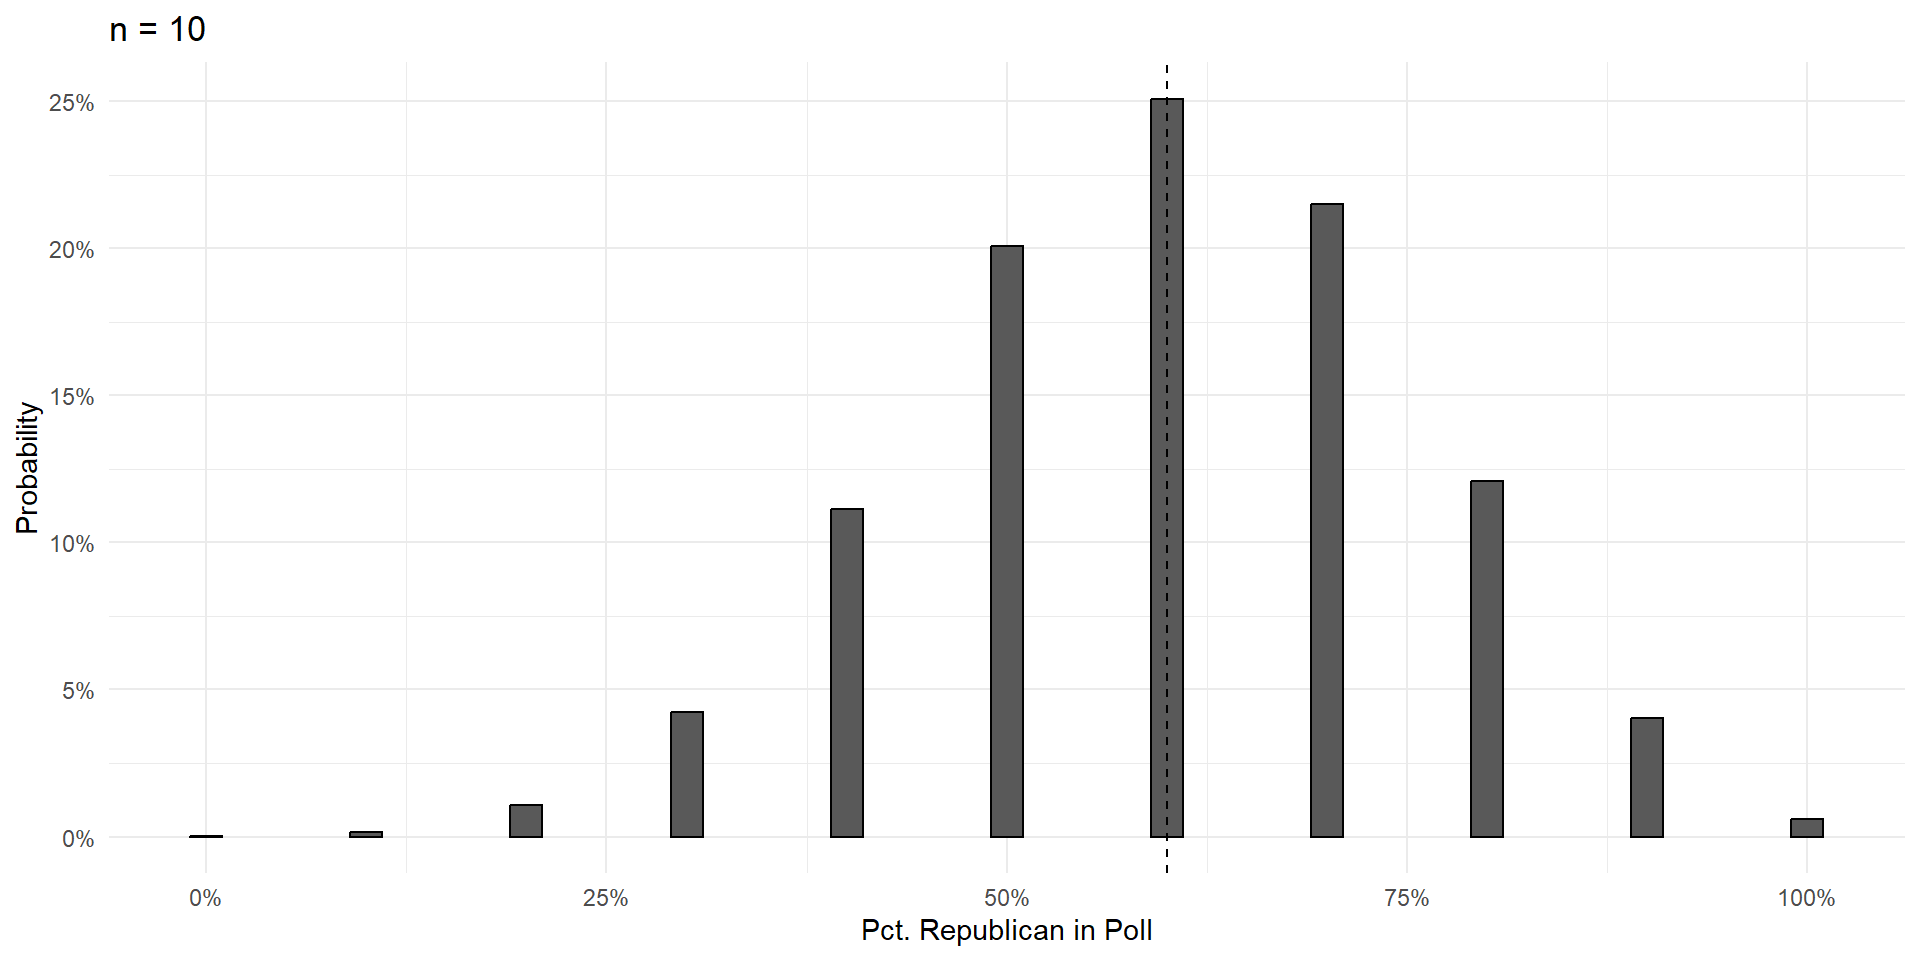 n = 10
Probability
25%
20%
15%
10%
5%
0%
0% 25% 50% 75% 100%
Pct. Republican in Poll